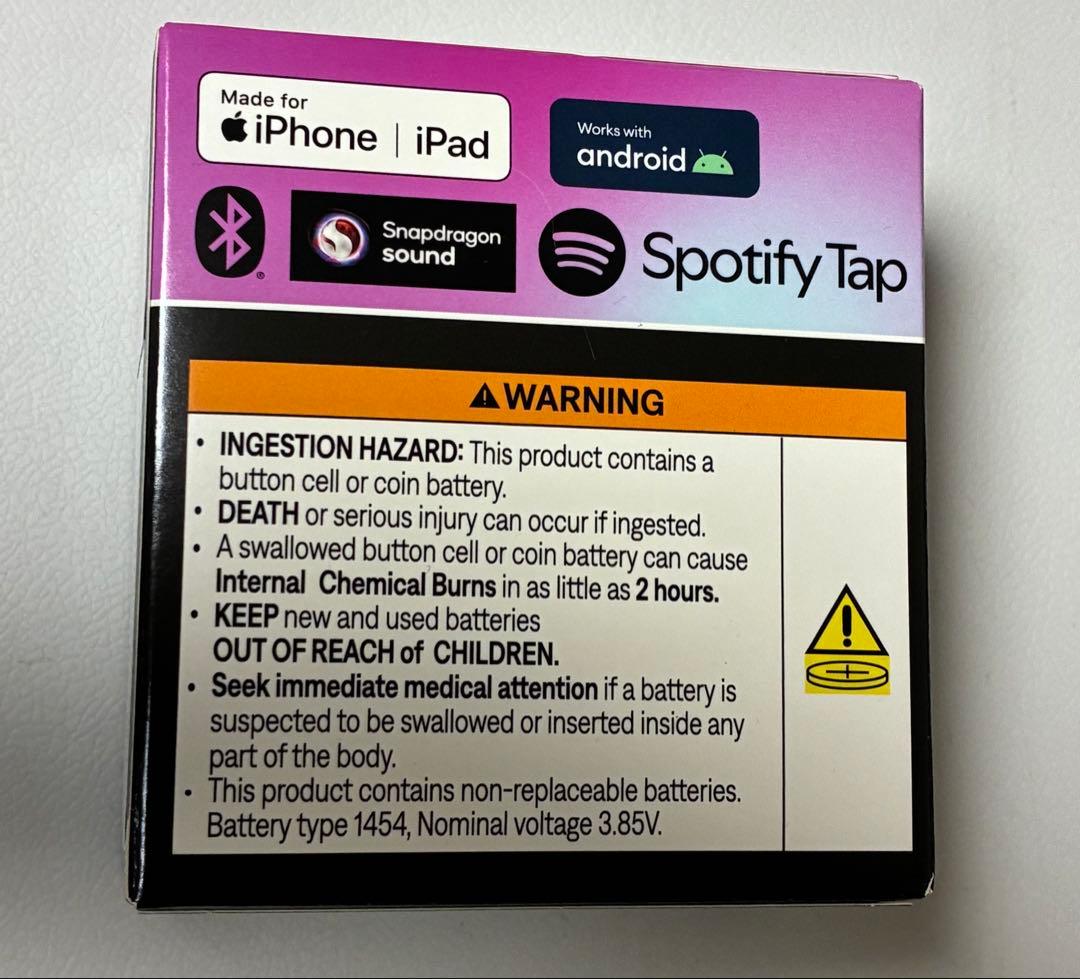 Made for
iPhone | iPad
Works with
android
Snapdragon
sound
Spotify Tap
®
WARNING
• INGESTION HAZARD: This product contains a
button cell or coin battery.
• DEATH or serious injury can occur if ingested.
• A swallowed button cell or coin battery can cause
Internal Chemical Burns in as little as 2 hours.
• KEEP new and used batteries
OUT OF REACH of CHILDREN.
• Seek immediate medical attention if a battery is
suspected to be swallowed or inserted inside any
part of the body.
• This product contains non-replaceable batteries.
Battery type 1454, Nominal voltage 3.85V.